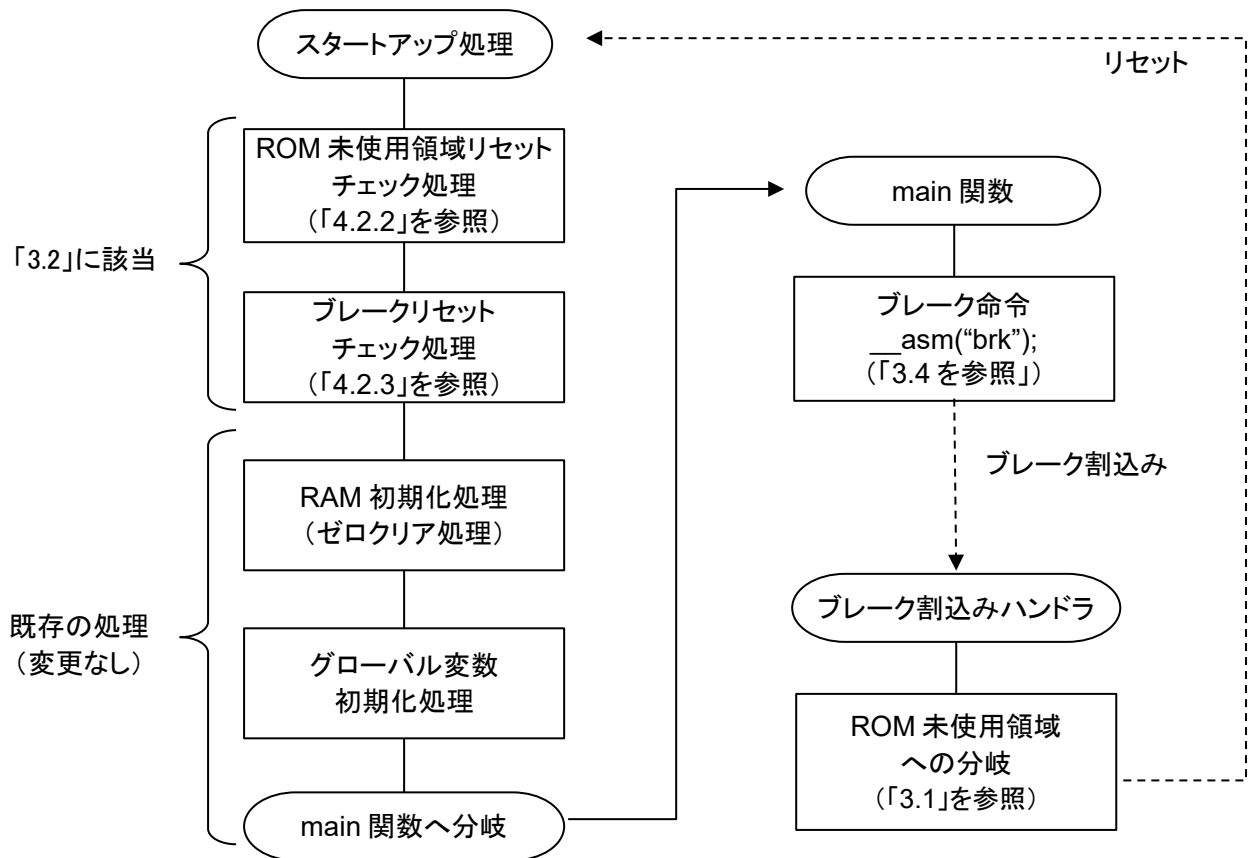 スタートアップ処理
リセット
ROM 未使用領域リセット
チェック処理
（「4.2.2」を参照）
「3.2」に該当
ブレークリセット
チェック処理
（「4.2.3」を参照）
RAM 初期化処理
（ゼロクリア処理）
既存の処理
（変更なし）
グローバル変数
初期化処理
main 関数へ分岐
main 関数
ブレーク命令
__asm(“brk”);
（「3.4 を参照」）
ブレーク割込み
ブレーク割込みハンドラ
ROM 未使用領域
への分岐
（「3.1」を参照）